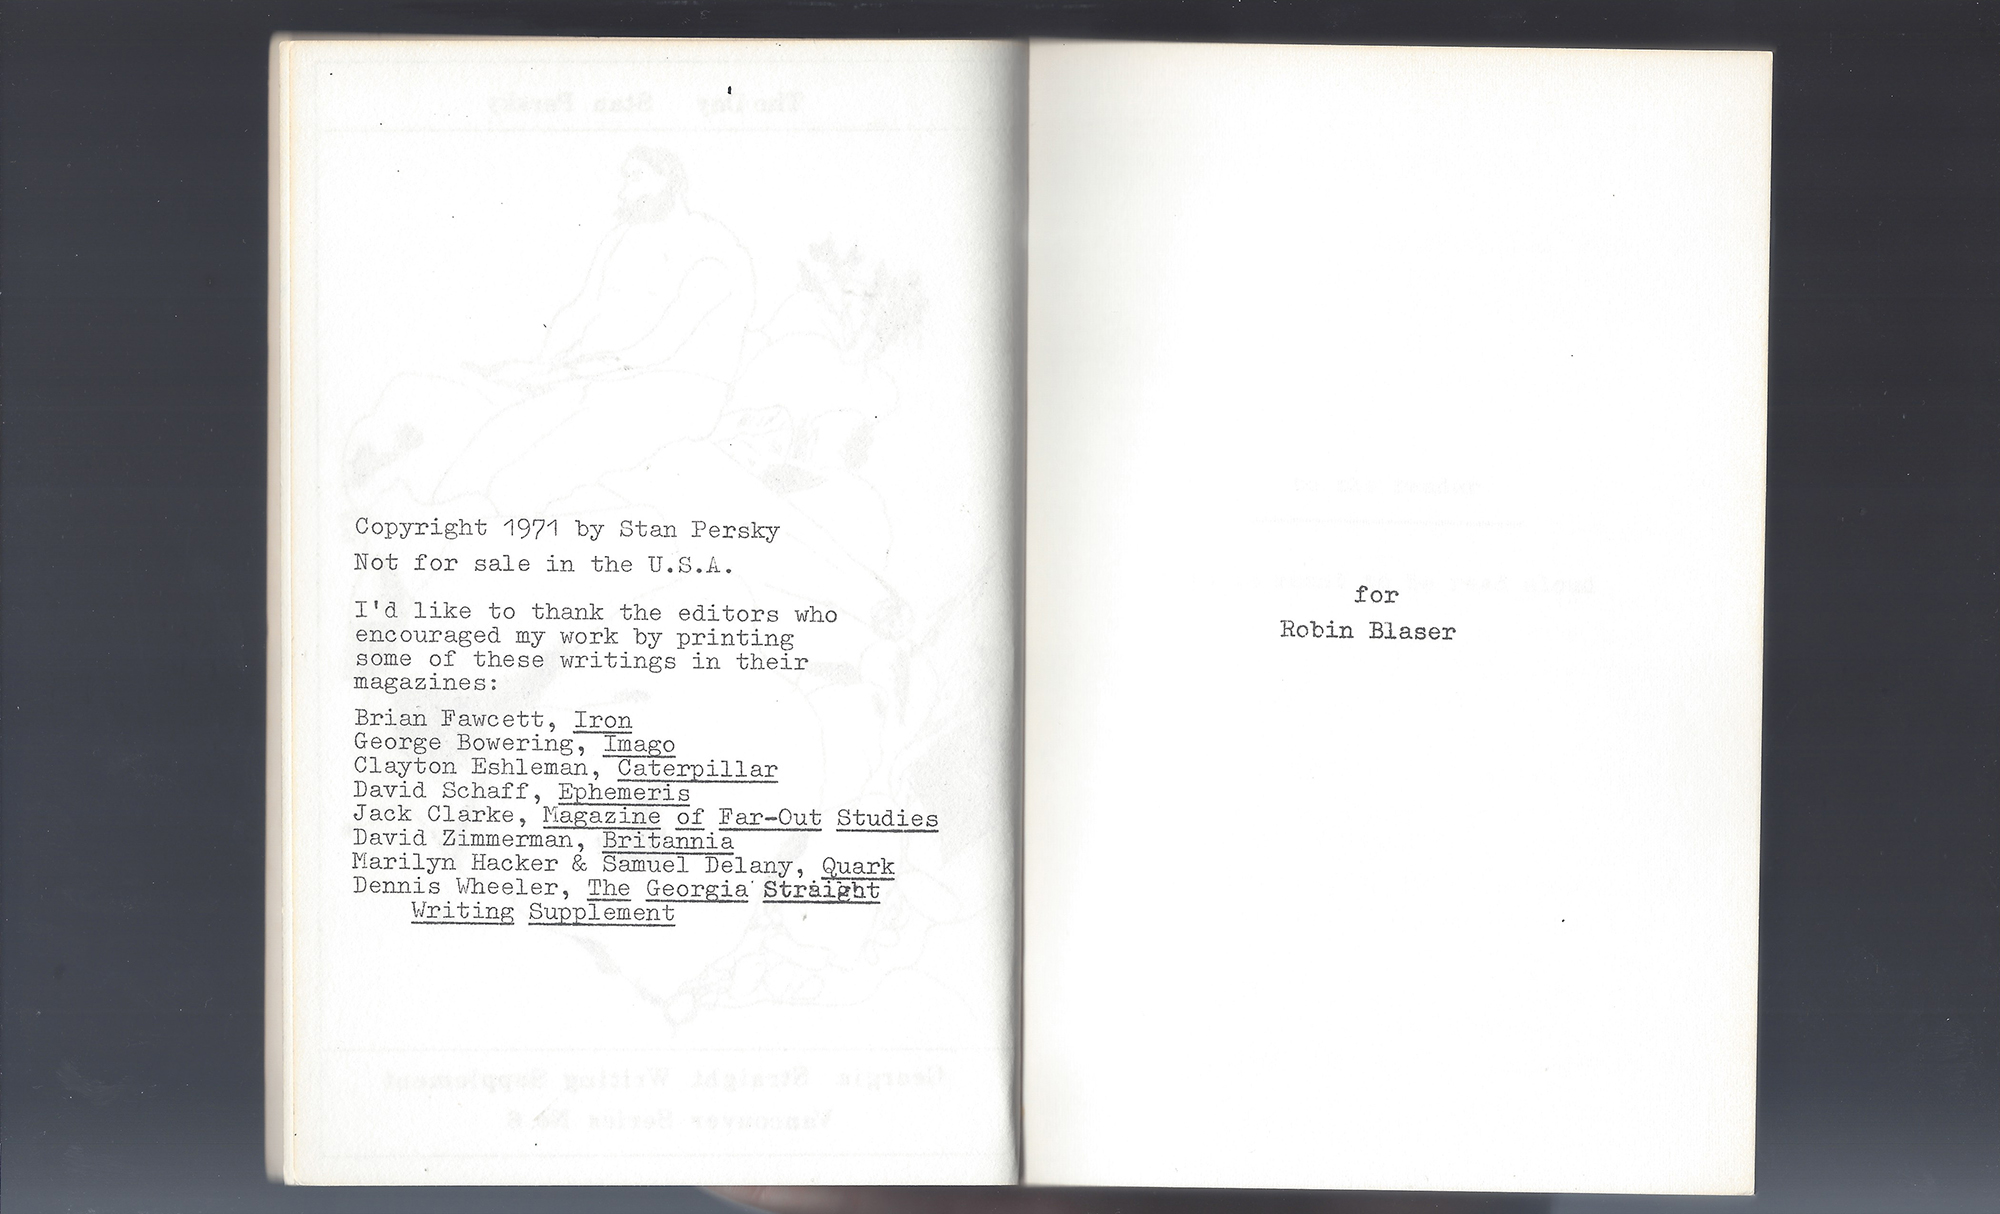 Copyright 1971 by Stan Persky
Not for sale in the U.S.A.
I'd like to thank the editors who
encouraged my work by printing
some of these writings in their
magazines:
Brian Fawcett, Iron
George Bowering, Imago
Clayton Eshleman, Caterpillar
David Schaff, Ephemeris
Jack Clarke, Magazine of Far-Out Studies
David Zimmerman, Britannia
Marilyn Hacker & Samuel Delany, Quark
Dennis Wheeler, The Georgia Straight
Writing Supplement
for
Robin Blaser